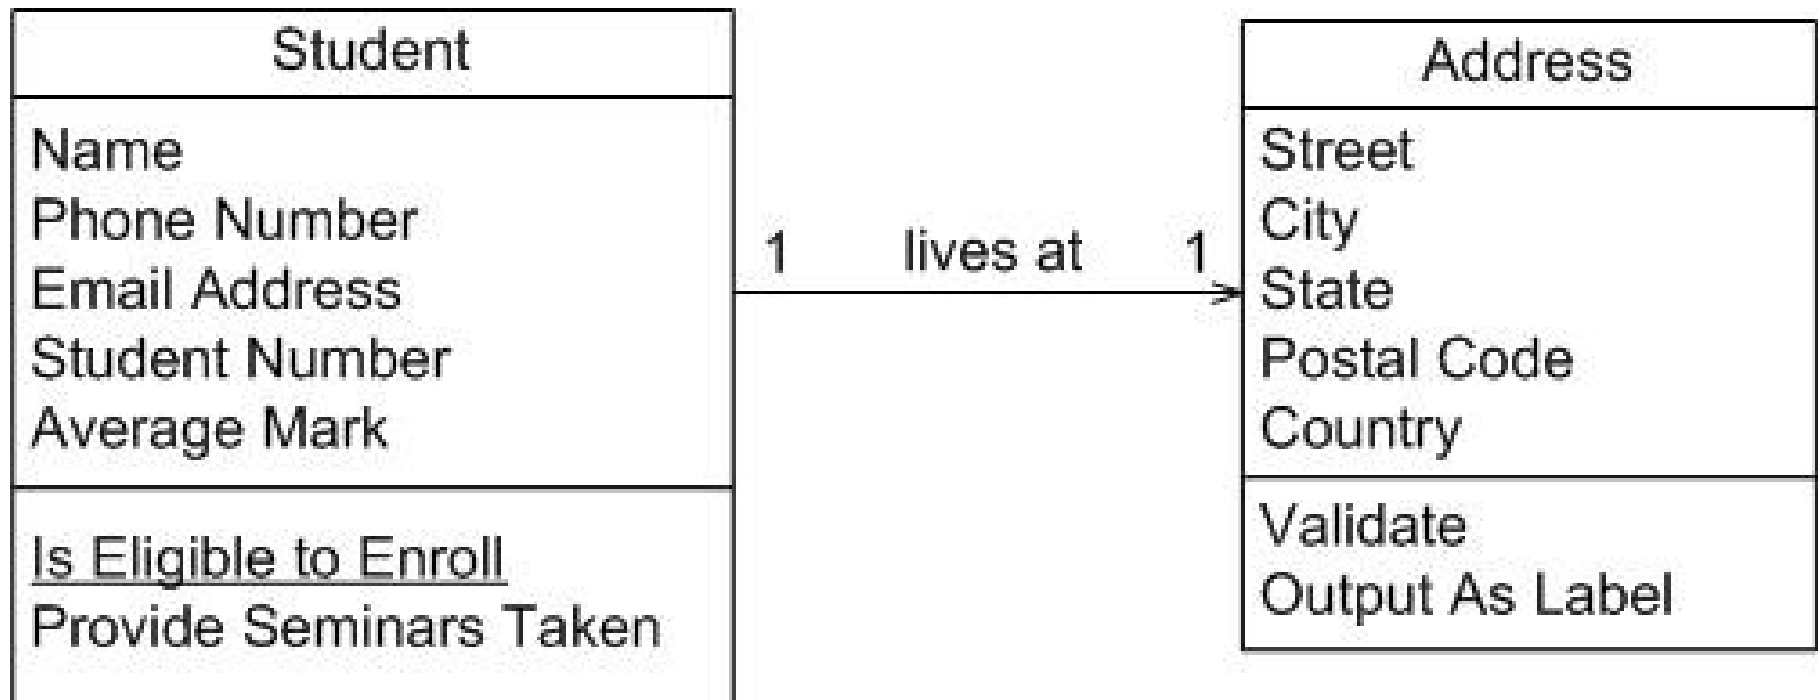 Student
Name
Phone Number
Email Address
Student Number
Average Mark
Is Eligible to Enroll
Provide Seminars Taken
1 lives at 1
Address
Street
City
State
Postal Code
Country
Validate
Output As Label